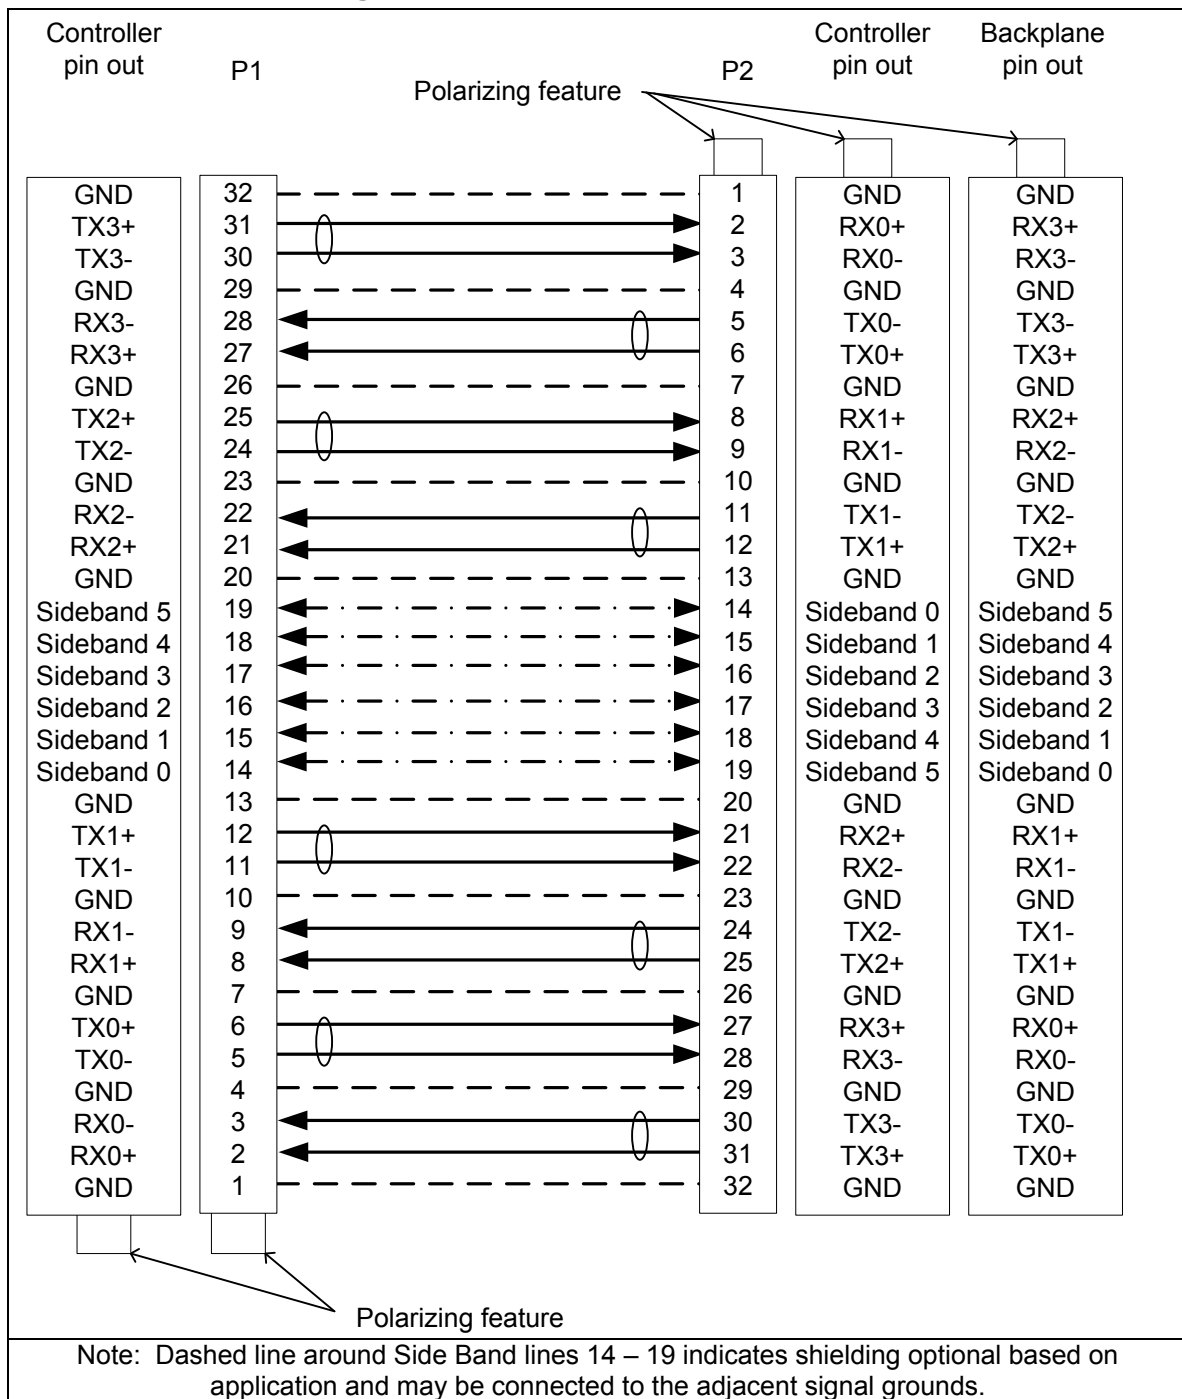 Controller pin out P1 P2 Controller pin out Backplane pin out
Polarizing feature
GND 32 1 GND GND
TX3+ 31 2 RX0+ RX3+
TX3- 30 3 RX0- RX3-
GND 29 4 GND GND
RX3- 28 5 TX0- TX3-
RX3+ 27 6 TX0+ TX3+
GND 26 7 GND GND
TX2+ 25 8 RX1+ RX2+
TX2- 24 9 RX1- RX2-
GND 23 10 GND GND
RX2- 22 11 TX1- TX2-
RX2+ 21 12 TX1+ TX2+
GND 20 13 GND GND
Sideband 5 19 14 Sideband 0 Sideband 5
Sideband 4 18 15 Sideband 1 Sideband 4
Sideband 3 17 16 Sideband 2 Sideband 3
Sideband 2 16 17 Sideband 3 Sideband 2
Sideband 1 15 18 Sideband 4 Sideband 1
Sideband 0 14 19 Sideband 5 Sideband 0
GND 13 20 GND GND
TX1+ 12 21 RX2+ RX1+
TX1- 11 22 RX2- RX1-
GND 10 23 GND GND
RX1- 9 24 TX2- TX1-
RX1+ 8 25 TX2+ TX1+
GND 7 26 GND GND
TX0+ 6 27 RX3+ RX0+
TX0- 5 28 RX3- RX0-
GND 4 29 GND GND
RX0- 3 30 TX3- TX0-
RX0+ 2 31 TX3+ TX0+
GND 1 32 GND GND
Polarizing feature
Note: Dashed line around Side Band lines 14 – 19 indicates shielding optional based on
application and may be connected to the adjacent signal grounds.